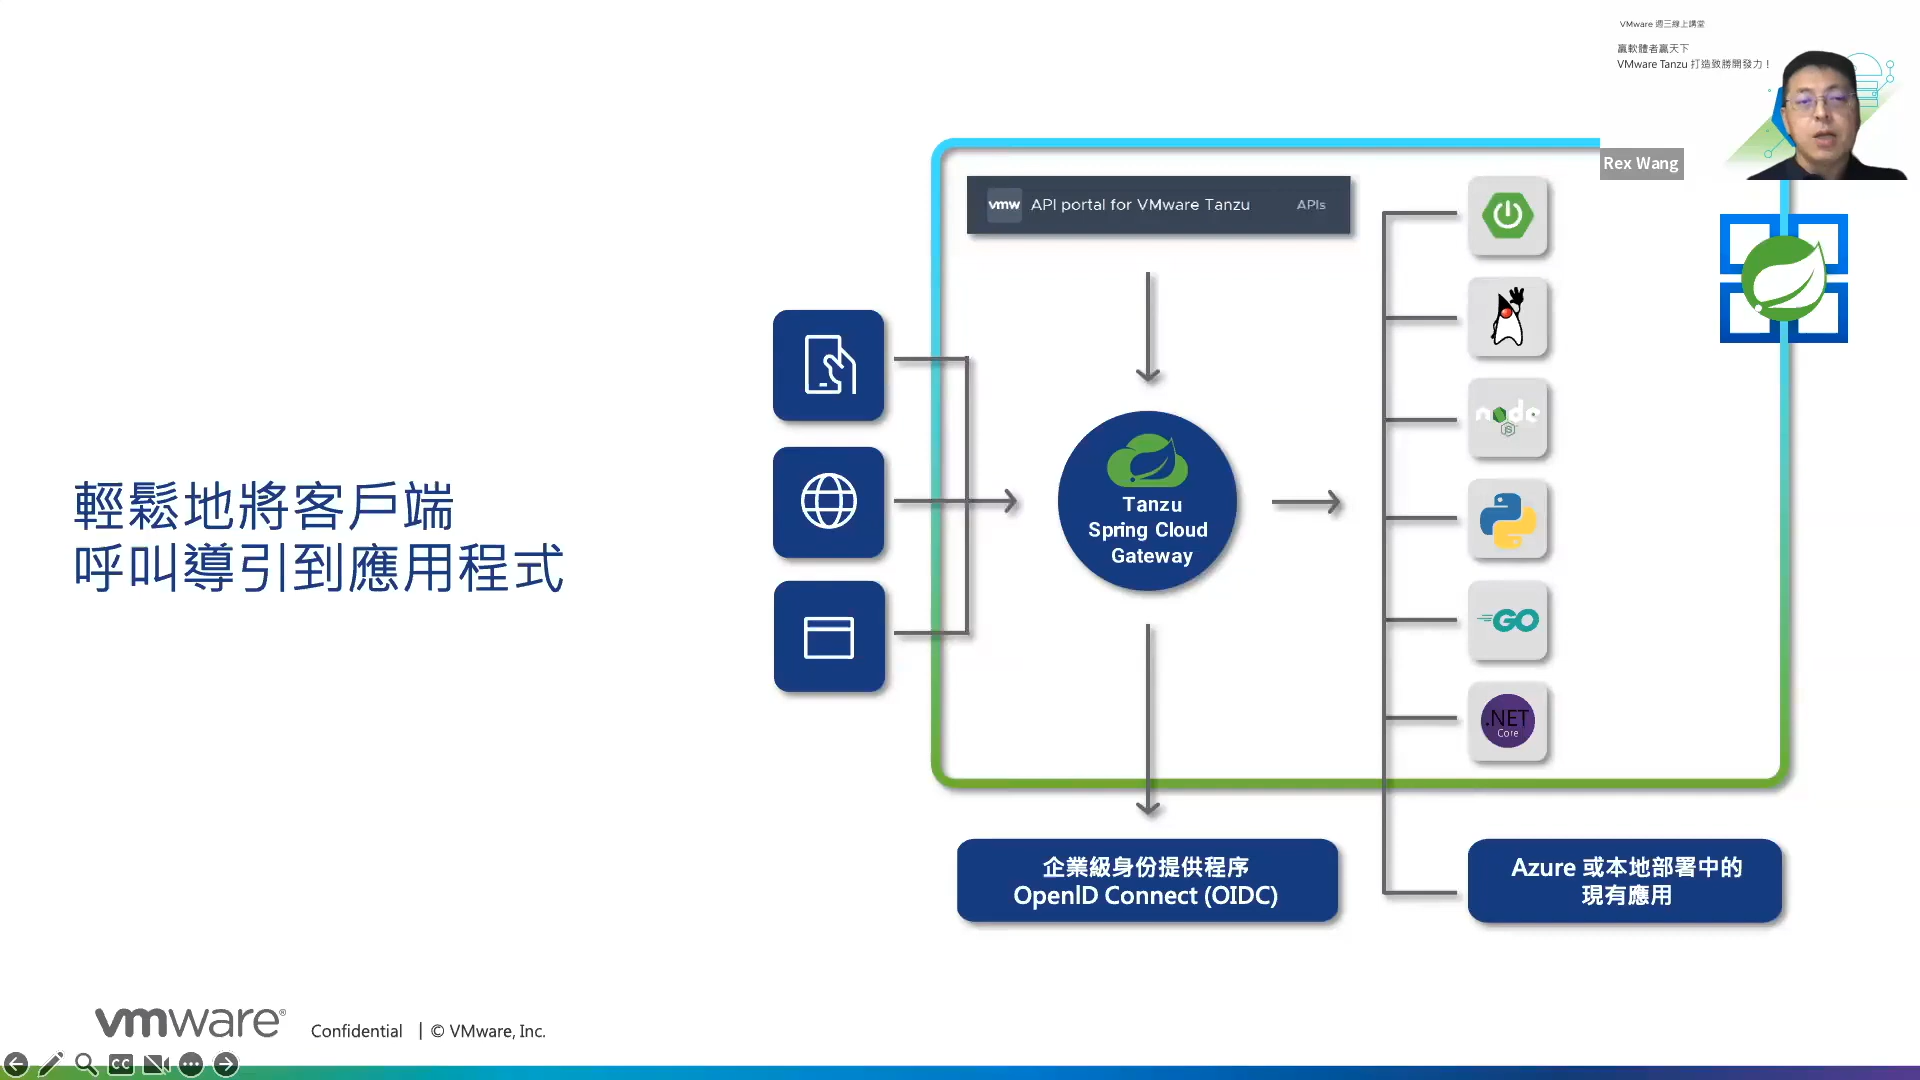 VMware 週三線上講堂
贏軟體者贏天下
VMware Tanzu 打造致勝開發力！
Rex Wang
vmw API portal for VMware Tanzu APIs
輕鬆地將客戶端
呼叫導引到應用程式
Tanzu
Spring Cloud
Gateway
node
JS
GO
.NET
Core
企業級身份提供程序
OpenID Connect (OIDC)
Azure 或本地部署中的
現有應用
vmware® Confidential | © VMware, Inc.
CC